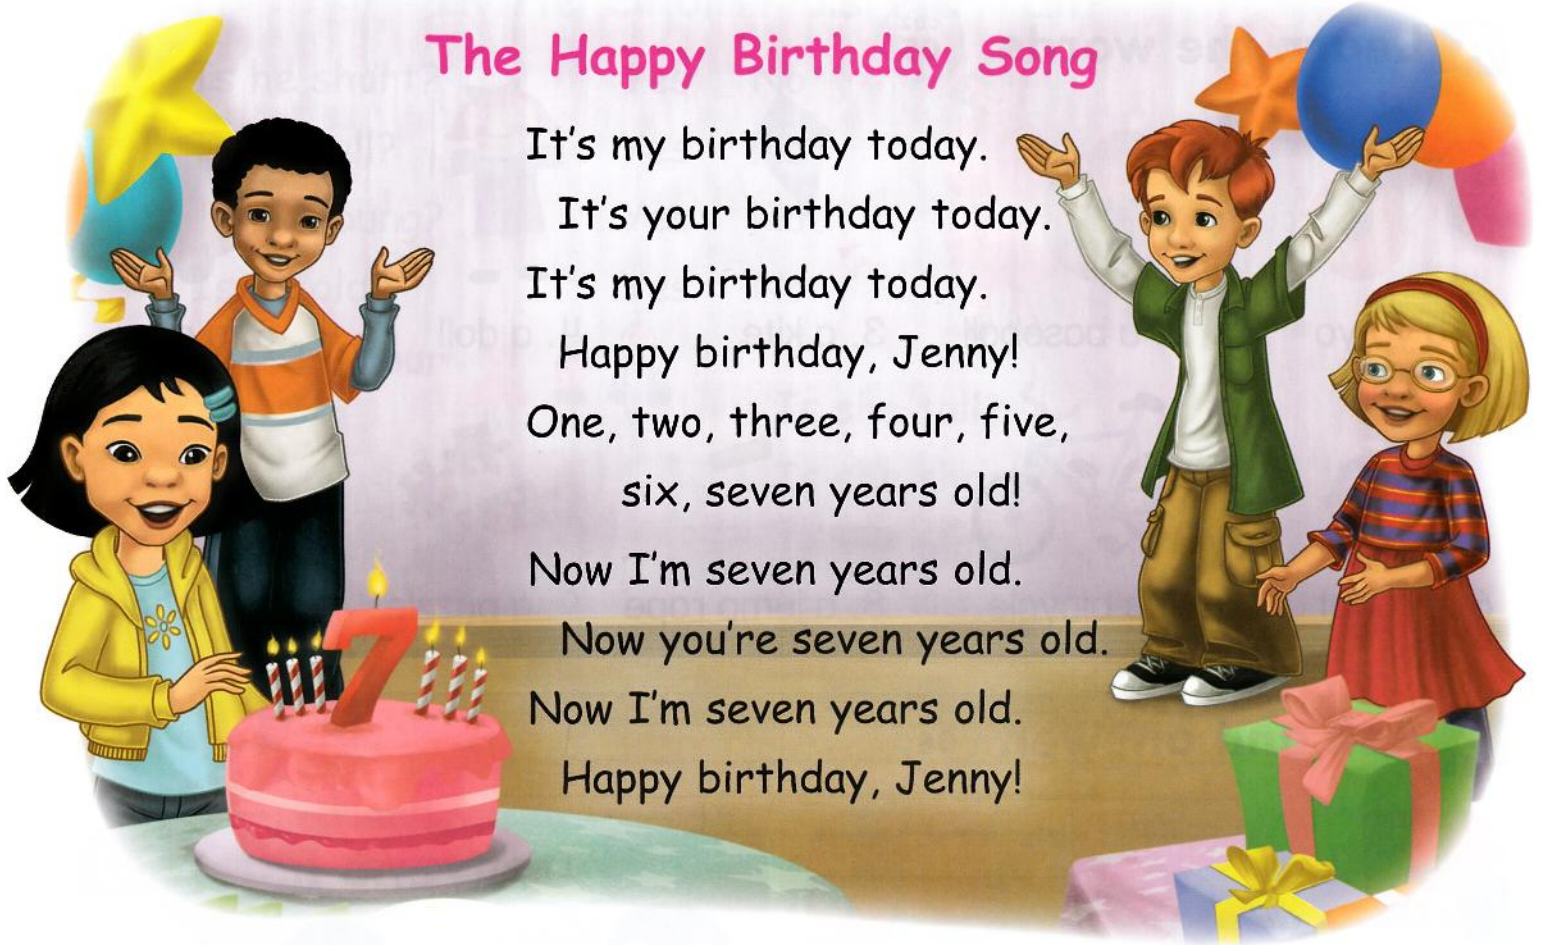 The Happy Birthday Song
It's my birthday today.
It's your birthday today.
It's my birthday today.
Happy birthday, Jenny!
One, two, three, four, five,
six, seven years old!
Now I'm seven years old.
Now you're seven years old.
Now I'm seven years old.
Happy birthday, Jenny!
7